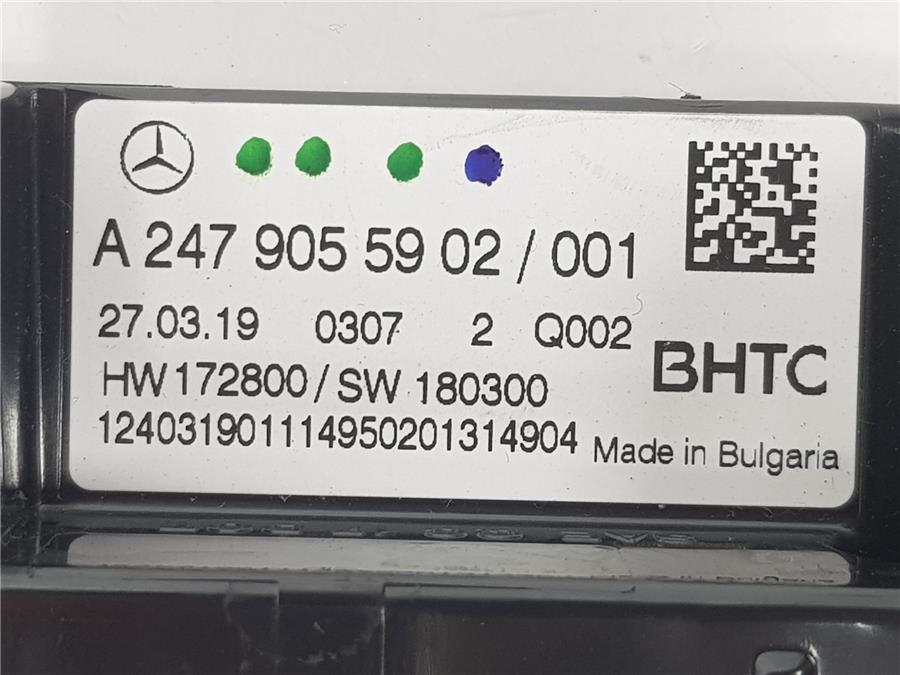 A 247 905 59 02 / 001
27.03.19 0307 2 Q002
BHTC
HW 172800 / SW 180300
124031901114950201314904
Made in Bulgaria